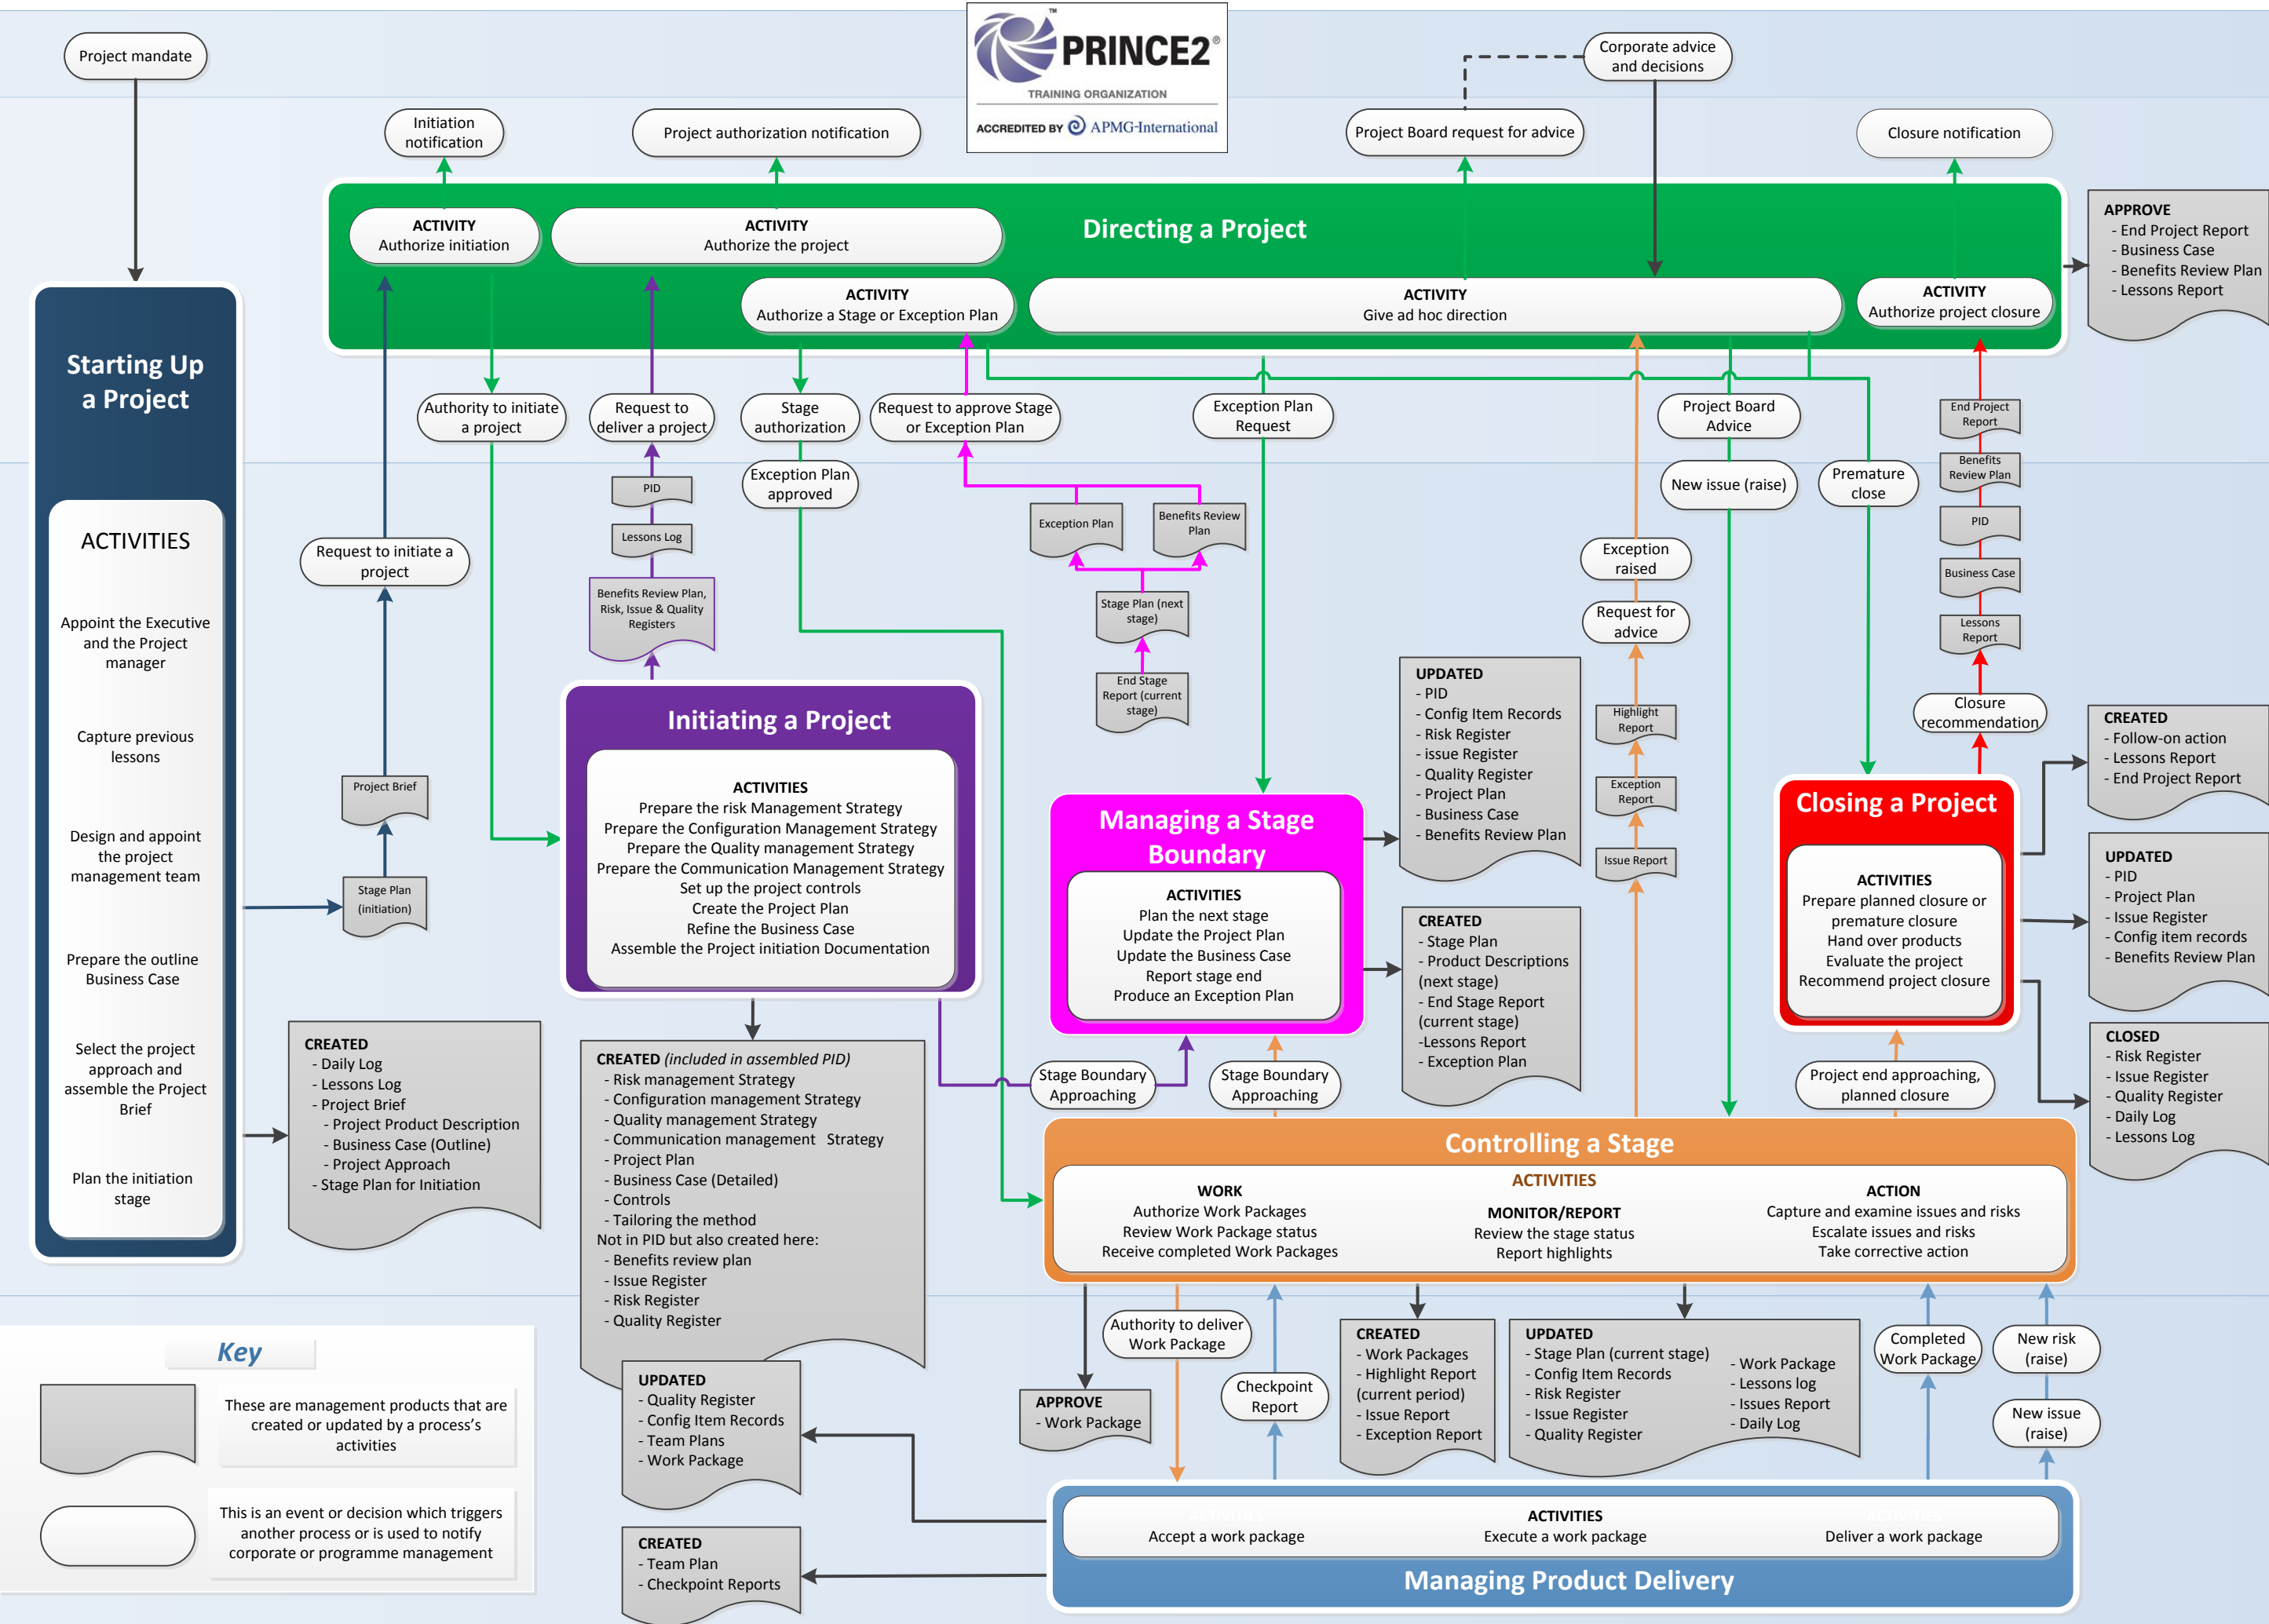 Project mandate
™
PRINCE2®
TRAINING ORGANIZATION
ACCREDITED BY APMG-International
Corporate advice
and decisions
Initiation
notification
Project authorization notification
Project Board request for advice
Closure notification
Directing a Project
ACTIVITY
Authorize initiation
ACTIVITY
Authorize the project
ACTIVITY
Authorize a Stage or Exception Plan
ACTIVITY
Give ad hoc direction
ACTIVITY
Authorize project closure
APPROVE
- End Project Report
- Business Case
- Benefits Review Plan
- Lessons Report
Starting Up
a Project
ACTIVITIES
Appoint the Executive
and the Project
manager
Capture previous
lessons
Design and appoint
the project
management team
Prepare the outline
Business Case
Select the project
approach and
assemble the Project
Brief
Plan the initiation
stage
Authority to initiate
a project
Request to
deliver a project
Stage
authorization
Request to approve Stage
or Exception Plan
Exception Plan
Request
Project Board
Advice
End Project
Report
Exception Plan
approved
New issue (raise)
Premature
close
Benefits
Review Plan
PID
Lessons Log
Benefits Review Plan,
Risk, Issue & Quality
Registers
Exception Plan
Benefits Review
Plan
Stage Plan (next
stage)
End Stage
Report (current
stage)
Request to initiate a
project
Project Brief
Stage Plan
(initiation)
Exception
raised
Request for
advice
Highlight
Report
Exception
Report
Issue Report
PID
Business Case
Lessons
Report
Closure
recommendation
Initiating a Project
ACTIVITIES
Prepare the risk Management Strategy
Prepare the Configuration Management Strategy
Prepare the Quality management Strategy
Prepare the Communication Management Strategy
Set up the project controls
Create the Project Plan
Refine the Business Case
Assemble the Project initiation Documentation
Managing a Stage
Boundary
ACTIVITIES
Plan the next stage
Update the Project Plan
Update the Business Case
Report stage end
Produce an Exception Plan
UPDATED
- PID
- Config Item Records
- Risk Register
- issue Register
- Quality Register
- Project Plan
- Business Case
- Benefits Review Plan
CREATED
- Stage Plan
- Product Descriptions
(next stage)
- End Stage Report
(current stage)
-Lessons Report
- Exception Plan
Closing a Project
ACTIVITIES
Prepare planned closure or
premature closure
Hand over products
Evaluate the project
Recommend project closure
CREATED
- Follow-on action
- Lessons Report
- End Project Report
UPDATED
- PID
- Project Plan
- Issue Register
- Config item records
- Benefits Review Plan
CLOSED
- Risk Register
- Issue Register
- Quality Register
- Daily Log
- Lessons Log
CREATED
- Daily Log
- Lessons Log
- Project Brief
- Project Product Description
- Business Case (Outline)
- Project Approach
- Stage Plan for Initiation
CREATED (included in assembled PID)
- Risk management Strategy
- Configuration management Strategy
- Quality management Strategy
- Communication management Strategy
- Project Plan
- Business Case (Detailed)
- Controls
- Tailoring the method
Not in PID but also created here:
- Benefits review plan
- Issue Register
- Risk Register
- Quality Register
Stage Boundary
Approaching
Stage Boundary
Approaching
Project end approaching,
planned closure
Controlling a Stage
ACTIVITIES
WORK
Authorize Work Packages
Review Work Package status
Receive completed Work Packages
MONITOR/REPORT
Review the stage status
Report highlights
ACTION
Capture and examine issues and risks
Escalate issues and risks
Take corrective action
Authority to deliver
Work Package
Checkpoint
Report
APPROVE
- Work Package
CREATED
- Work Packages
- Highlight Report
(current period)
- Issue Report
- Exception Report
UPDATED
- Stage Plan (current stage)
- Config Item Records
- Risk Register
- Issue Register
- Quality Register
- Work Package
- Lessons log
- Issues Report
- Daily Log
Completed
Work Package
New risk
(raise)
New issue
(raise)
UPDATED
- Quality Register
- Config Item Records
- Team Plans
- Work Package
CREATED
- Team Plan
- Checkpoint Reports
ACTIVITIES
Accept a work package
ACTIVITIES
Execute a work package
ACTIVITIES
Deliver a work package
Managing Product Delivery
Key
These are management products that are
created or updated by a process’s
activities
This is an event or decision which triggers
another process or is used to notify
corporate or programme management